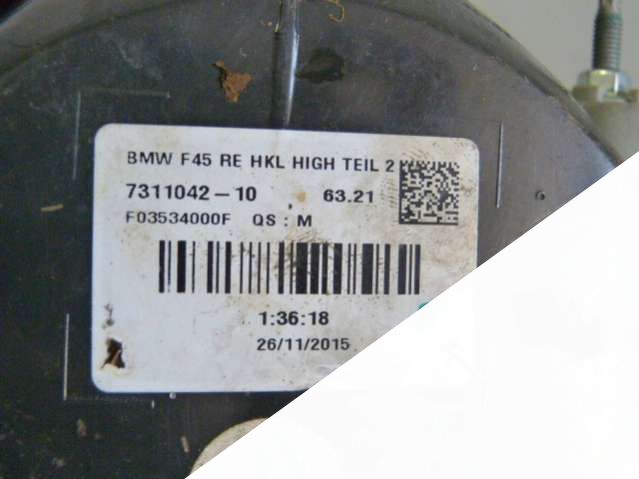 BMW F45 RE HKL HIGH TEIL 2
7311042-10 63.21
F03534000F QS : M
1:36:18
26/11/2015